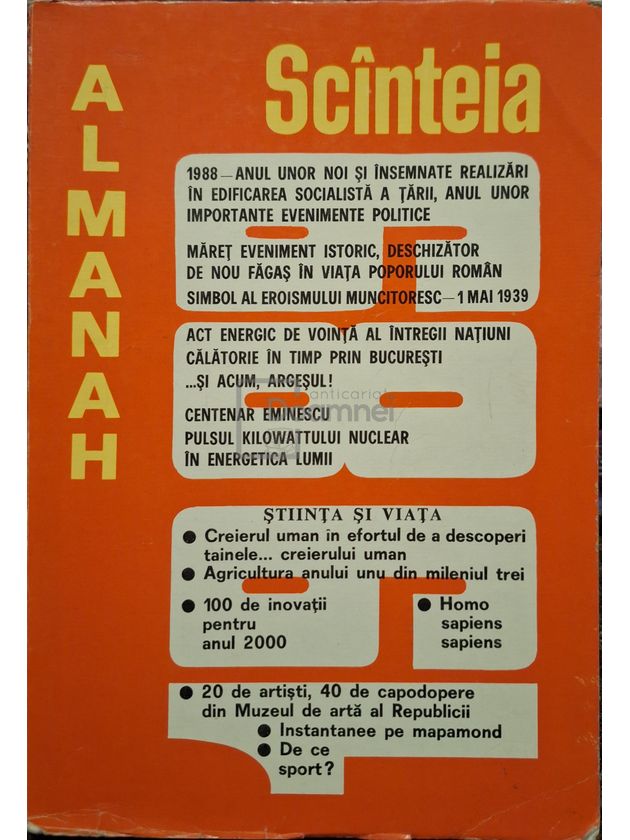 ALMANAH
Scînteia
1988 — ANUL UNOR NOI ȘI ÎNSEMNATE REALIZĂRI
ÎN EDIFICAREA SOCIALISTĂ A ȚĂRII, ANUL UNOR
IMPORTANTE EVENIMENTE POLITICE
MĂREȚ EVENIMENT ISTORIC, DESCHIZĂTOR
DE NOU FĂGAȘ ÎN VIAȚA POPORULUI ROMÂN
SIMBOL AL EROISMULUI MUNCITORESC — 1 MAI 1939
ACT ENERGIC DE VOINȚĂ AL ÎNTREGII NAȚIUNI
CĂLĂTORIE ÎN TIMP PRIN BUCUREȘTI
...ȘI ACUM, ARGEȘUL!
anticariat
CENTENAR EMINESCU
PULSUL KILOWATTULUI NUCLEAR
ÎN ENERGETICA LUMII
ȘTIINȚA ȘI VIAȚA
● Creierul uman în efortul de a descoperi
tainele... creierului uman
● Agricultura anului unu din mileniul trei
● 100 de inovații
pentru
anul 2000
● Homo
sapiens
sapiens
● 20 de artiști, 40 de capodopere
din Muzeul de artă al Republicii
● Instantanee pe mapamond
● De ce
sport?